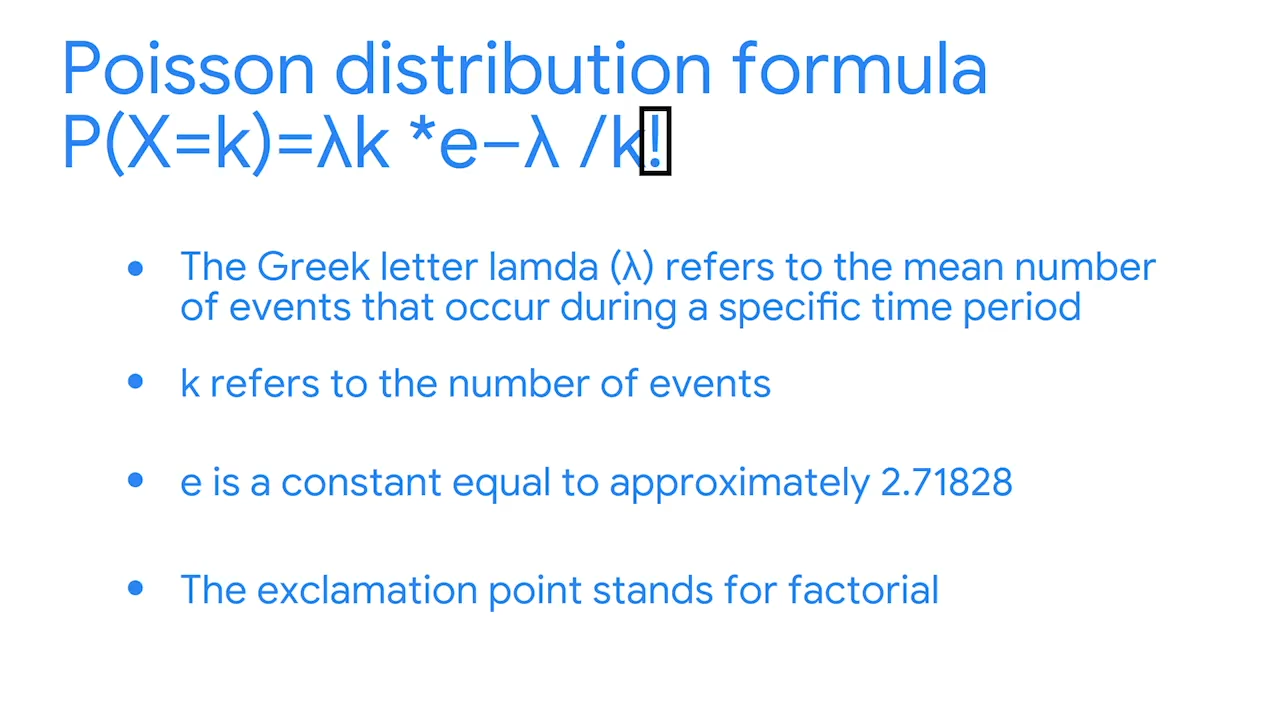 Poisson distribution formula
P(X=k)=λk *e−λ /k!
• The Greek letter lamda (λ) refers to the mean number
of events that occur during a specific time period
• k refers to the number of events
• e is a constant equal to approximately 2.71828
• The exclamation point stands for factorial